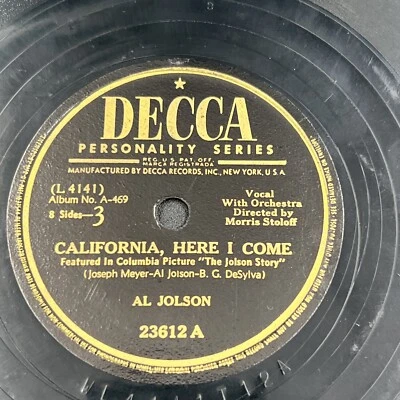 DECCA
PERSONALITY SERIES
REG. U.S. PAT. OFF.
MARCA REGISTRADA
MANUFACTURED BY DECCA RECORDS, INC., NEW YORK, U. S. A.
(L 4141)
Album No. A-469
8 Sides—3
Vocal
With Orchestra
Directed by
Morris Stoloff
CALIFORNIA, HERE I COME
Featured In Columbia Picture "The Jolson Story"
(Joseph Meyer-Al Jolson-B. G. DeSylva)
AL JOLSON
23612 A